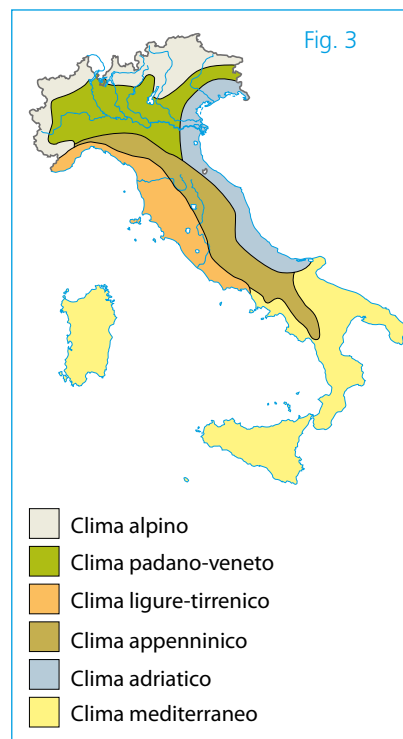 Fig. 3
Clima alpino
Clima padano-veneto
Clima ligure-tirrenico
Clima appenninico
Clima adriatico
Clima mediterraneo